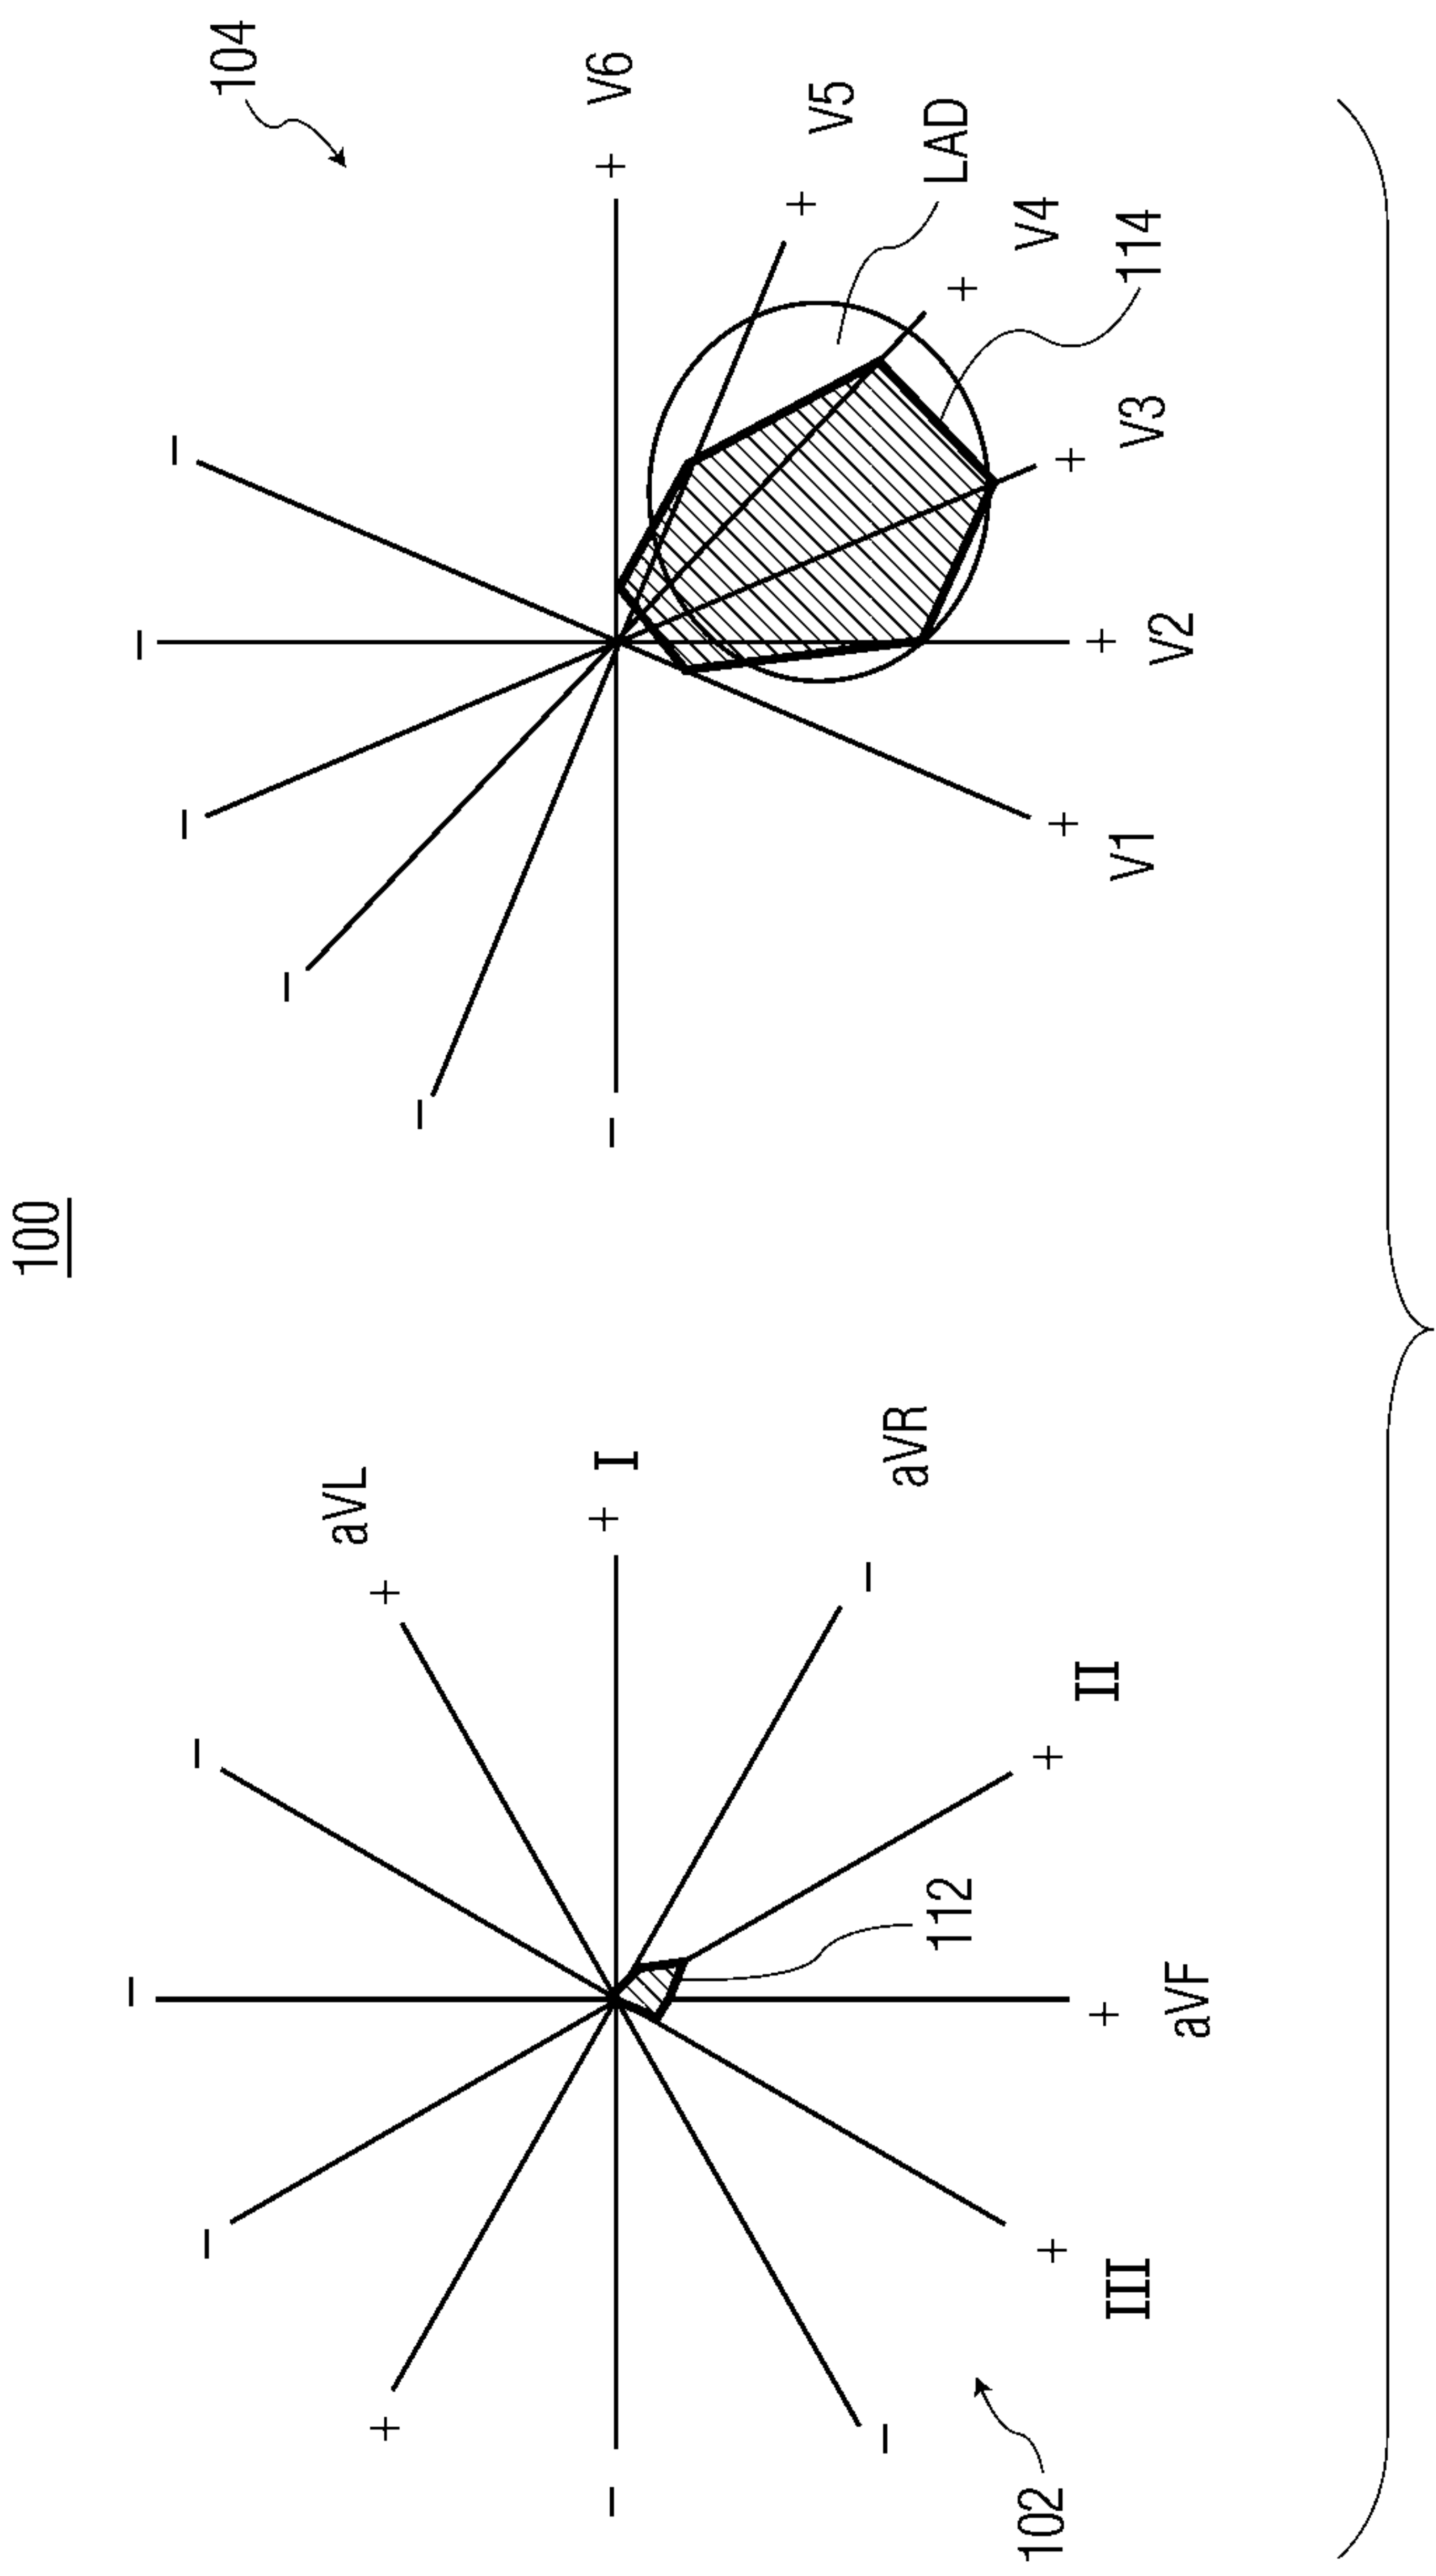 100
104
102
aVL
+
I
+
aVR
−
II
+
aVF
+
III
+
−
−
+
−
−
−
112
V6
+
V5
+
LAD
V4
+
114
V3
+
V2
+
V1
+
−
−
−
−
−
−